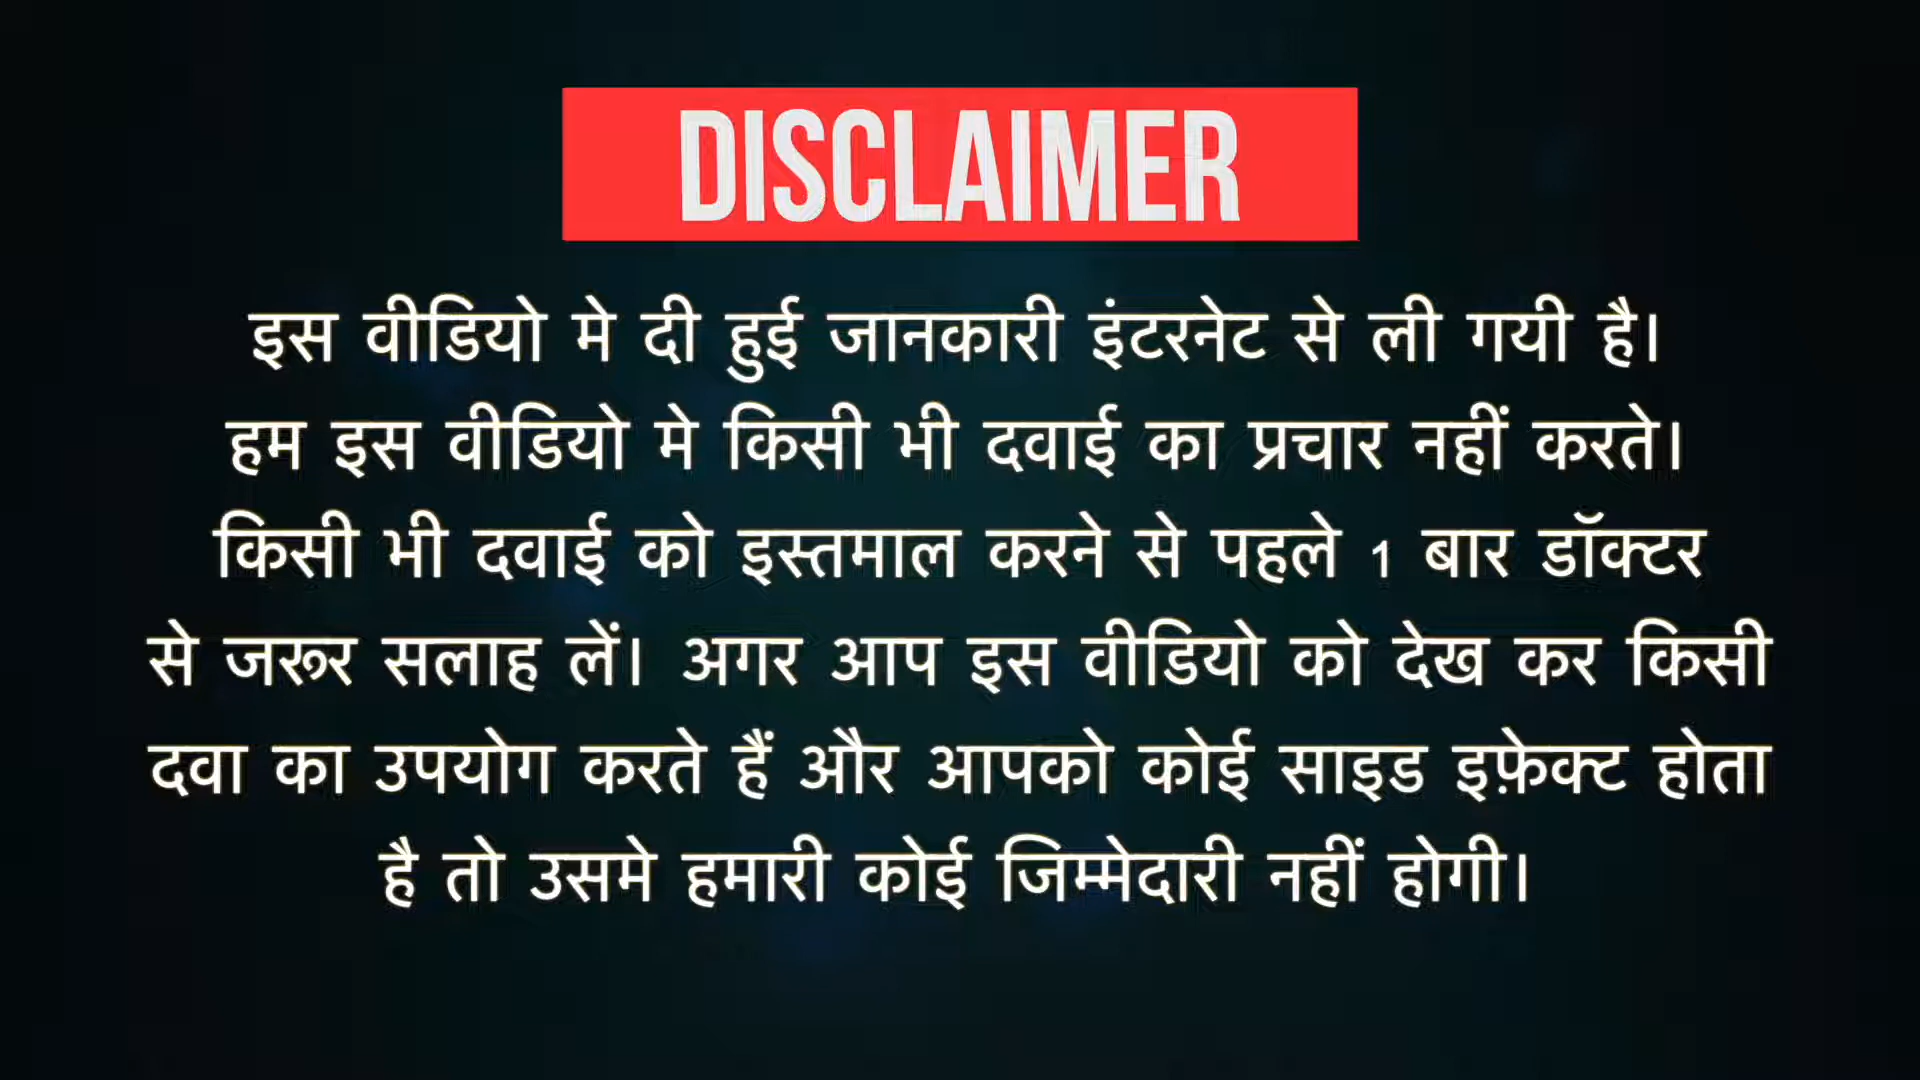 DISCLAIMER
इस वीडियो मे दी हुई जानकारी इंटरनेट से ली गयी है।
हम इस वीडियो मे किसी भी दवाई का प्रचार नहीं करते।
किसी भी दवाई को इस्तमाल करने से पहले 1 बार डॉक्टर
से जरूर सलाह लें। अगर आप इस वीडियो को देख कर किसी
दवा का उपयोग करते हैं और आपको कोई साइड इफ़ेक्ट होता
है तो उसमे हमारी कोई जिम्मेदारी नहीं होगी।